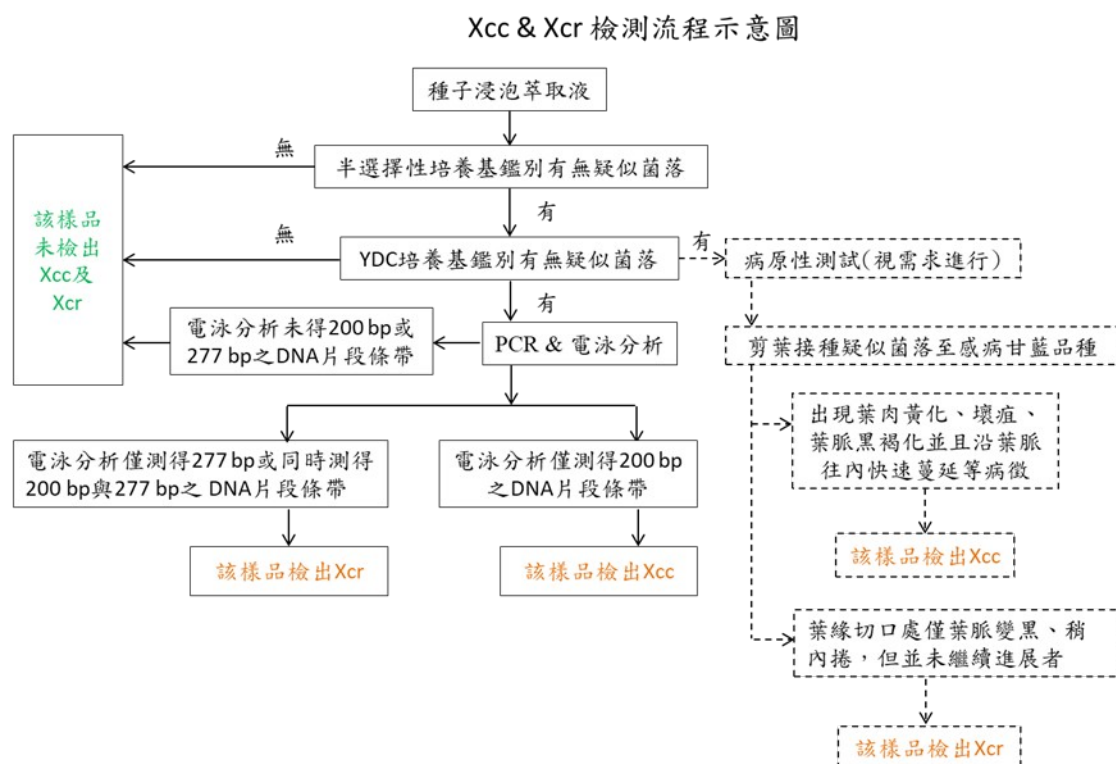 Xcc & Xcr 檢測流程示意圖
種子浸泡萃取液
無
半選擇性培養基鑑別有無疑似菌落
有
該樣品
未檢出
Xcc及
Xcr
無
YDC培養基鑑別有無疑似菌落
有
病原性測試(視需求進行)
有
電泳分析未得200 bp或
277 bp之DNA片段條帶
PCR & 電泳分析
剪葉接種疑似菌落至感病甘藍品種
出現葉肉黃化、壞疽、
葉脈黑褐化並且沿葉脈
往內快速蔓延等病徵
電泳分析僅測得277 bp或同時測得
200 bp與277 bp之 DNA片段條帶
電泳分析僅測得200 bp
之DNA片段條帶
該樣品檢出Xcr
該樣品檢出Xcc
該樣品檢出Xcc
葉緣切口處僅葉脈變黑、稍
內捲，但並未繼續進展者
該樣品檢出Xcr